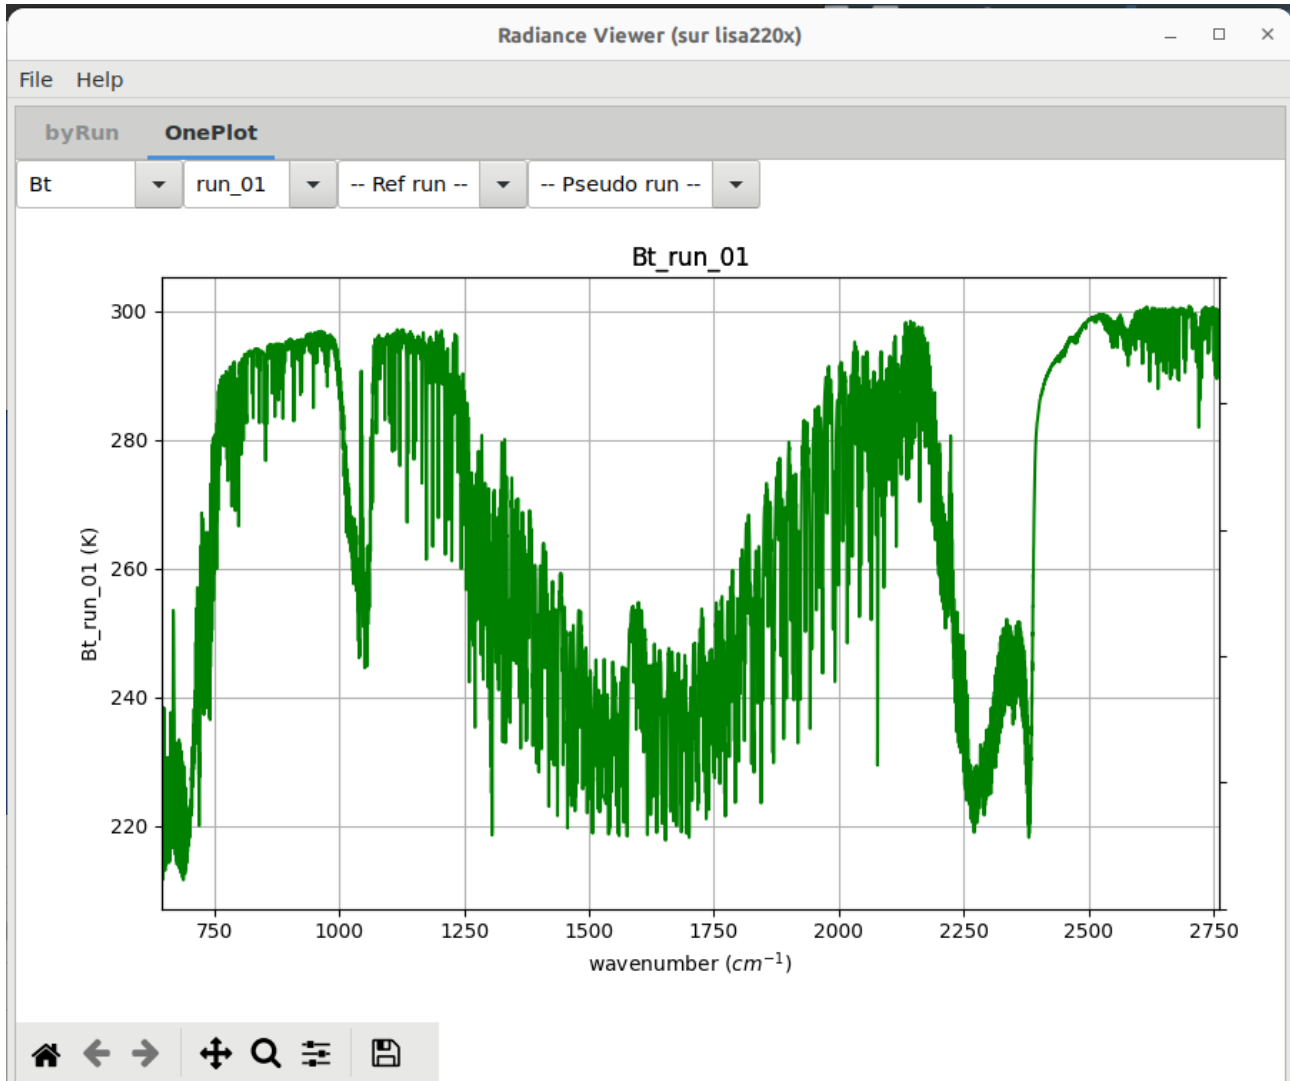 Radiance Viewer (sur lisa220x)
File Help
byRun OnePlot
Bt run_01 -- Ref run -- -- Pseudo run --
Bt_run_01
300
280
260
240
220
Bt_run_01 (K)
750 1000 1250 1500 1750 2000 2250 2500 2750
wavenumber (cm⁻¹)